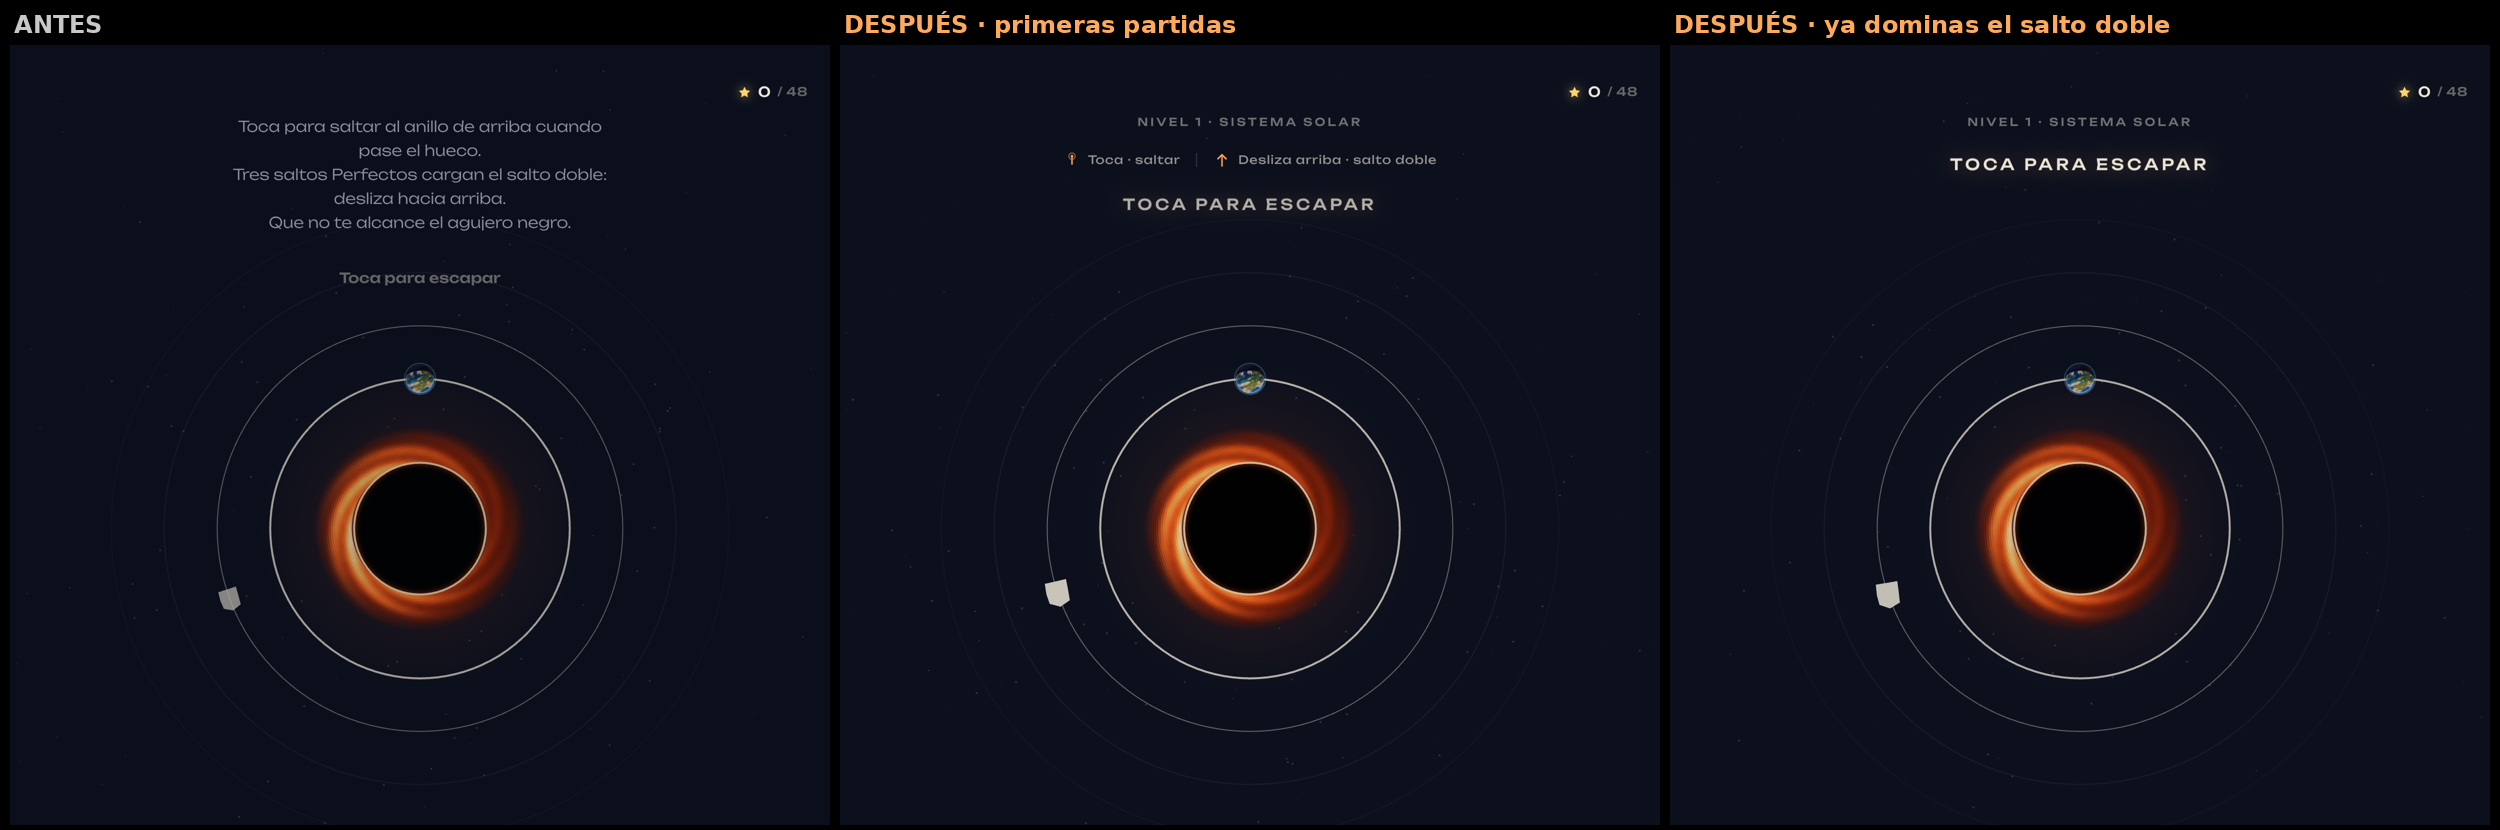 ANTES
★ 0 / 48
Toca para saltar al anillo de arriba cuando
pase el hueco.
Tres saltos Perfectos cargan el salto doble:
desliza hacia arriba.
Que no te alcance el agujero negro.
Toca para escapar
DESPUÉS · primeras partidas
★ 0 / 48
NIVEL 1 · SISTEMA SOLAR
Toca · saltar | ↑ Desliza arriba · salto doble
TOCA PARA ESCAPAR
DESPUÉS · ya dominas el salto doble
★ 0 / 48
NIVEL 1 · SISTEMA SOLAR
TOCA PARA ESCAPAR